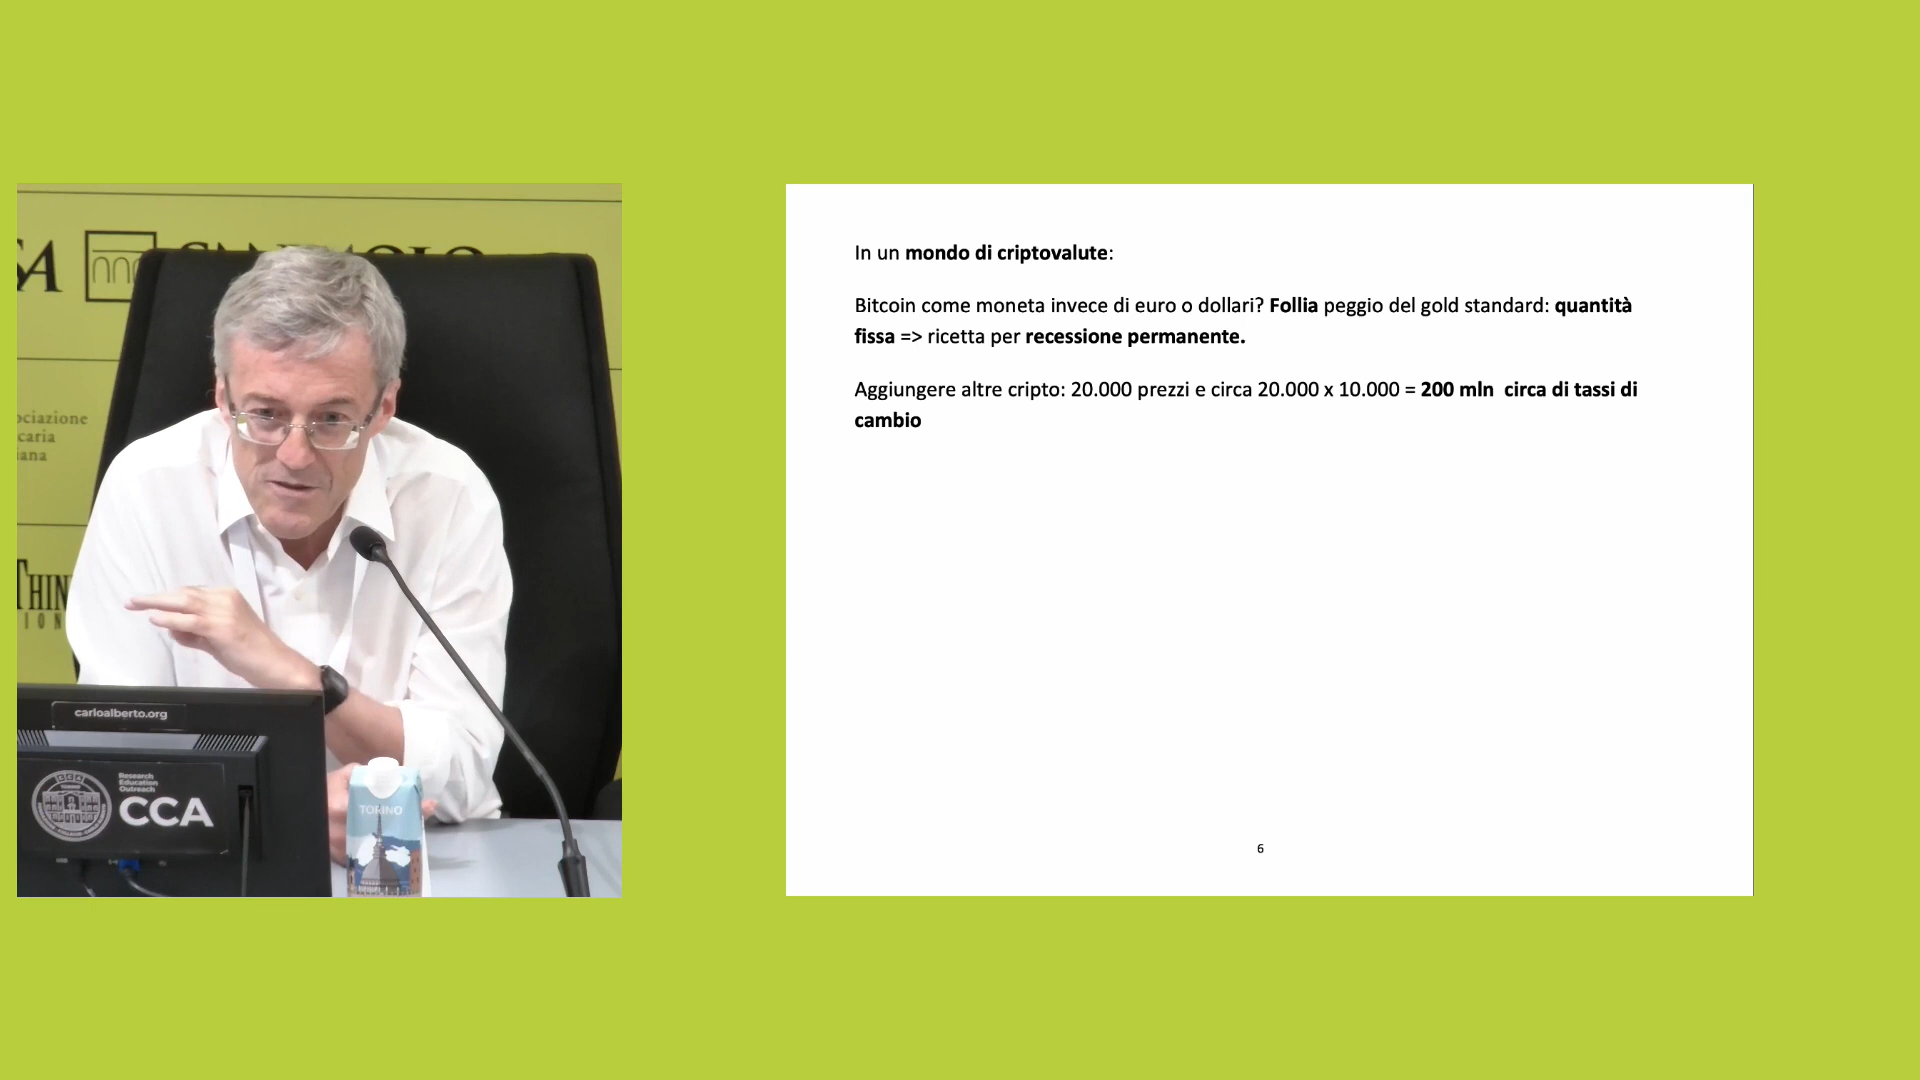 In un mondo di criptovalute:
Bitcoin come moneta invece di euro o dollari? Follia peggio del gold standard: quantità
fissa => ricetta per recessione permanente.
Aggiungere altre cripto: 20.000 prezzi e circa 20.000 x 10.000 = 200 mln  circa di tassi di
cambio
6
carloalberto.org
Research
Education
Outreach
CCA
TORINO